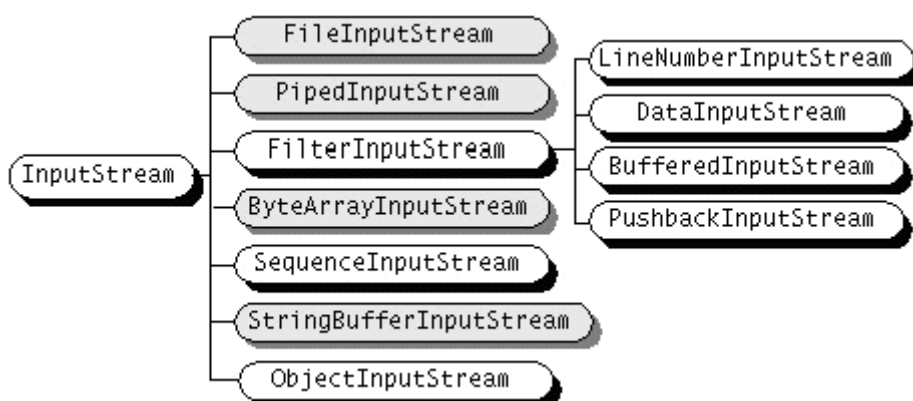 InputStream
FileInputStream
PipedInputStream
FilterInputStream
ByteArrayInputStream
SequenceInputStream
StringBufferInputStream
ObjectInputStream
LineNumberInputStream
DataInputStream
BufferedInputStream
PushbackInputStream